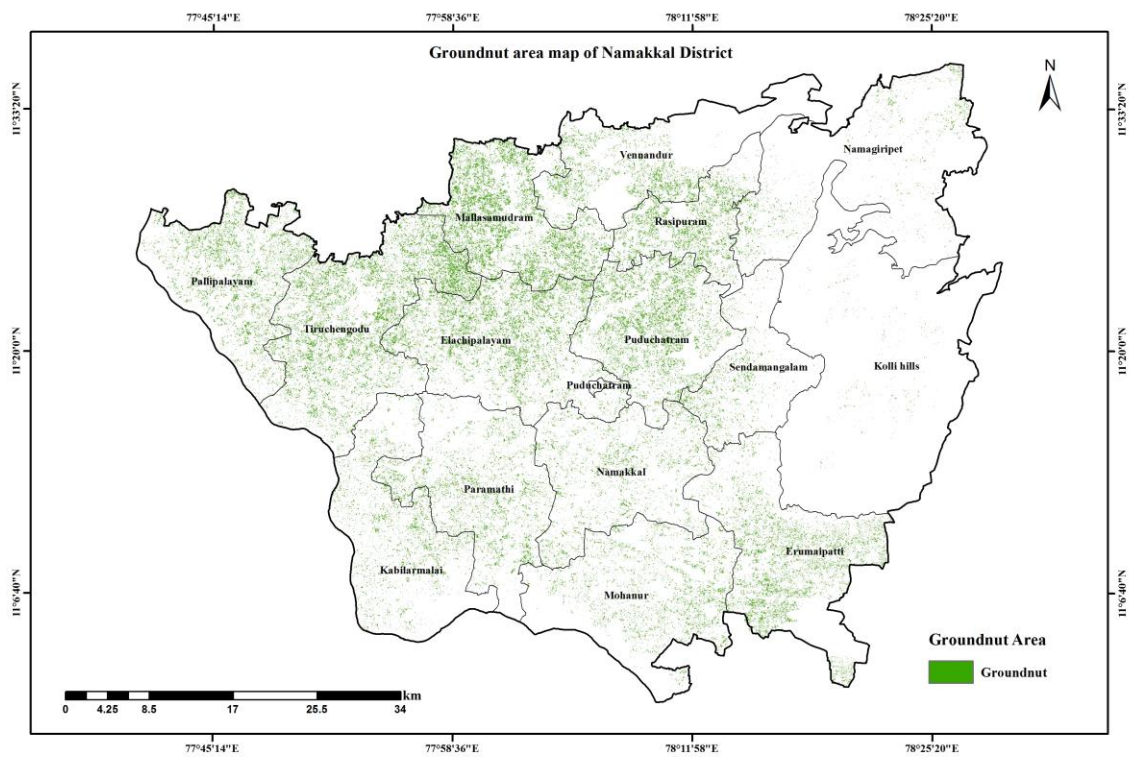 77°45'14"E 77°58'36"E 78°11'58"E 78°25'20"E
Groundnut area map of Namakkal District
N
11°33'20"N 11°33'20"N
Vennandur
Namagiripet
Mallasamudram
Rasipuram
Pallipalayam
Tiruchengodu
Elachipalayam
Puduchatram
11°20'0"N 11°20'0"N
Sendamangalam
Kolli hills
Puduchatram
Namakkal
Paramathi
Erumaipatti
Kabilarmalai
Mohanur
11°6'40"N 11°6'40"N
Groundnut Area
Groundnut
km
0 4.25 8.5 17 25.5 34
77°45'14"E 77°58'36"E 78°11'58"E 78°25'20"E